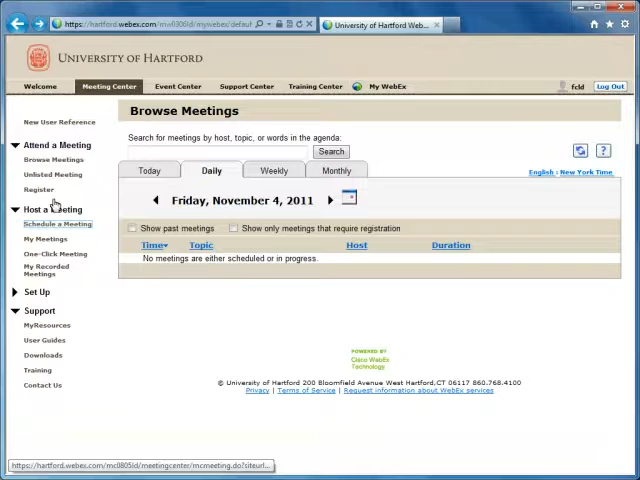 https://hartford.webex.com/mw0306ld/mywebex/defaul
University of Hartford Web...
UNIVERSITY OF HARTFORD
Welcome Meeting Center Event Center Support Center Training Center My WebEx fcld Log Out
New User Reference
Attend a Meeting
Browse Meetings
Unlisted Meeting
Register
Host a Meeting
Schedule a Meeting
My Meetings
One-Click Meeting
My Recorded
Meetings
Set Up
Support
MyResources
User Guides
Downloads
Training
Contact Us
Browse Meetings
Search for meetings by host, topic, or words in the agenda:
Search
Today Daily Weekly Monthly
English : New York Time
Friday, November 4, 2011
Show past meetings Show only meetings that require registration
Time Topic Host Duration
No meetings are either scheduled or in progress.
POWERED BY
Cisco WebEx
Technology
© University of Hartford 200 Bloomfield Avenue West Hartford,CT 06117 860.768.4100
Privacy | Terms of Service | Request information about WebEx services
https://hartford.webex.com/mc0805ld/meetingcenter/mcmeeting.do?siteurl...